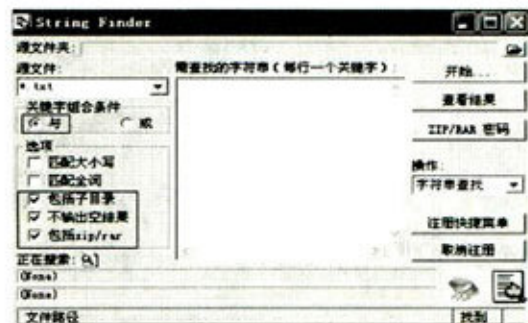 String Finder
源文件夹:
源文件:
*.txt
关键字组合条件
与
或
选项
匹配大小写
匹配全词
包括子目录
不输出空结果
包括zip/rar
需查找的字符串（每行一个关键字）:
开始...
查看结果
ZIP/RAR 密码
操作:
字符串查找
注册快捷菜单
取消注册
正在搜索:
(None)
(None)
文件路径
找到